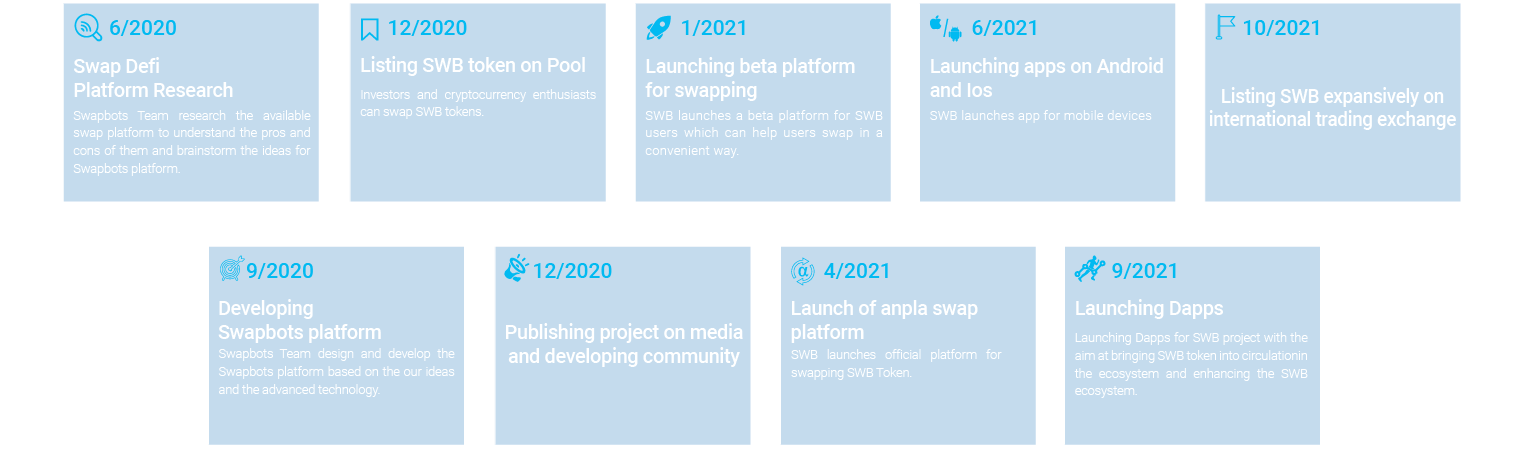 6/2020
Swap Defi
Platform Research
Swapbots Team research the available
swap platform to understand the pros and
cons of them and brainstorm the ideas for
Swapbots platform.
12/2020
Listing SWB token on Pool
Investors and cryptocurrency enthusiasts
can swap SWB tokens.
1/2021
Launching beta platform
for swapping
SWB launches a beta platform for SWB
users which can help users swap in a
convenient way.
6/2021
Launching apps on Android
and Ios
SWB launches app for mobile devices
10/2021
Listing SWB expansively on
international trading exchange
9/2020
Developing
Swapbots platform
Swapbots Team design and develop the
Swapbots platform based on the our ideas
and the advanced technology.
12/2020
Publishing project on media
and developing community
α
4/2021
Launch of anpla swap
platform
SWB launches official platform for
swapping SWB Token.
9/2021
Launching Dapps
Launching Dapps for SWB project with the
aim at bringing SWB token into circulationin
the ecosystem and enhancing the SWB
ecosystem.